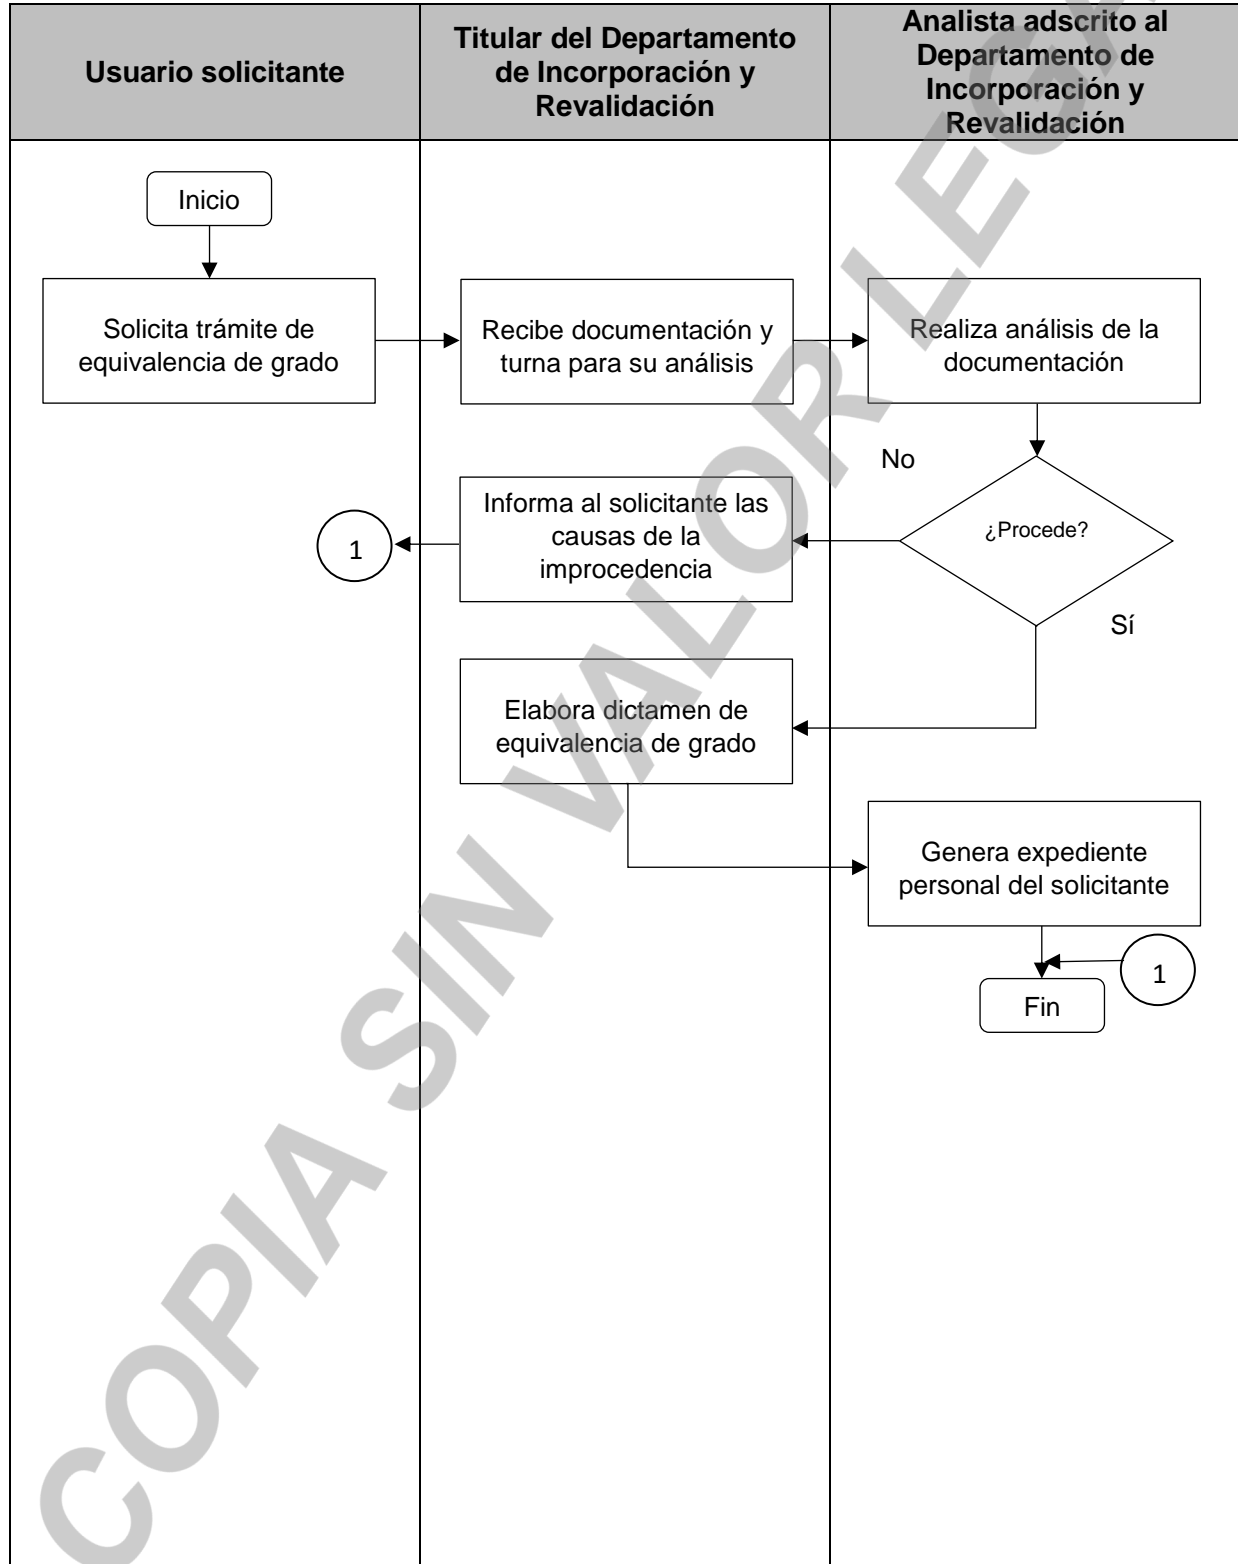 Usuario solicitante
Titular del Departamento
de Incorporación y
Revalidación
Analista adscrito al
Departamento de
Incorporación y
Revalidación
Inicio
Solicita trámite de
equivalencia de grado
Recibe documentación y
turna para su análisis
Realiza análisis de la
documentación
No
¿Procede?
Informa al solicitante las
causas de la
improcedencia
1
Sí
Elabora dictamen de
equivalencia de grado
Genera expediente
personal del solicitante
1
Fin
COPIA SIN VALOR LEGA